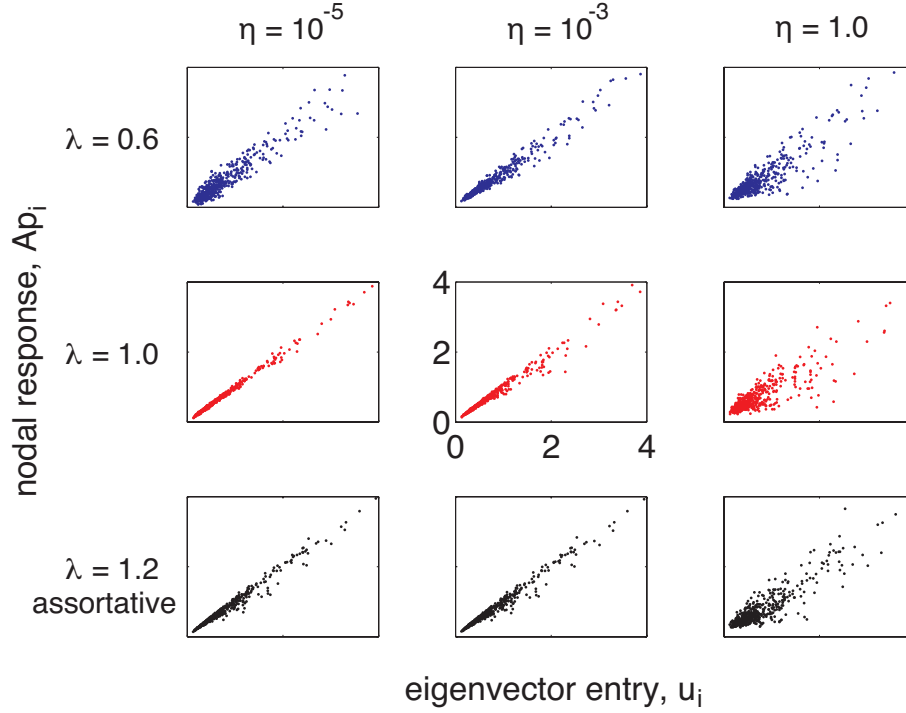 η = 10⁻⁵
η = 10⁻³
η = 1.0
nodal response, Apᵢ
λ = 0.6
λ = 1.0
4
2
0
0 2 4
λ = 1.2
assortative
eigenvector entry, uᵢ